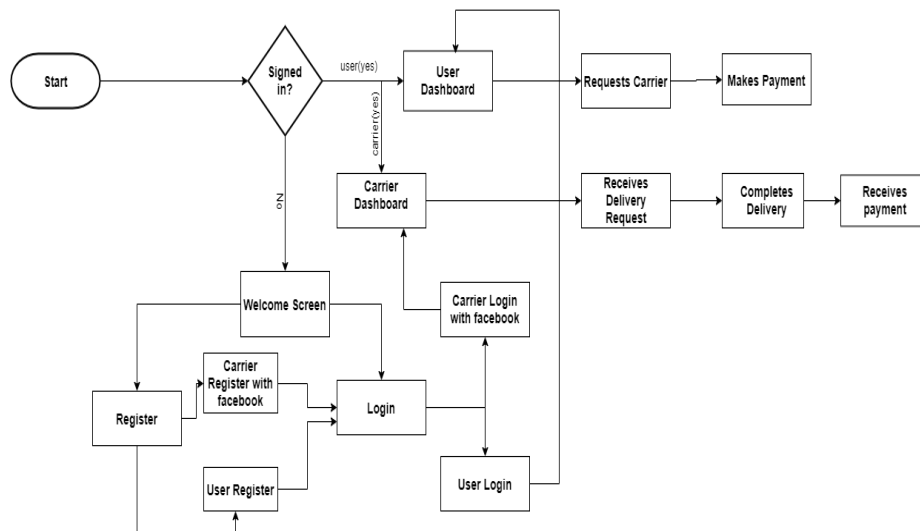 Start
Signed
in?
user(yes)
carrier(yes)
No
User
Dashboard
Requests Carrier
Makes Payment
Carrier
Dashboard
Receives
Delivery
Request
Completes
Delivery
Receives
payment
Welcome Screen
Carrier Login
with facebook
Register
Carrier
Register with
facebook
Login
User Register
User Login